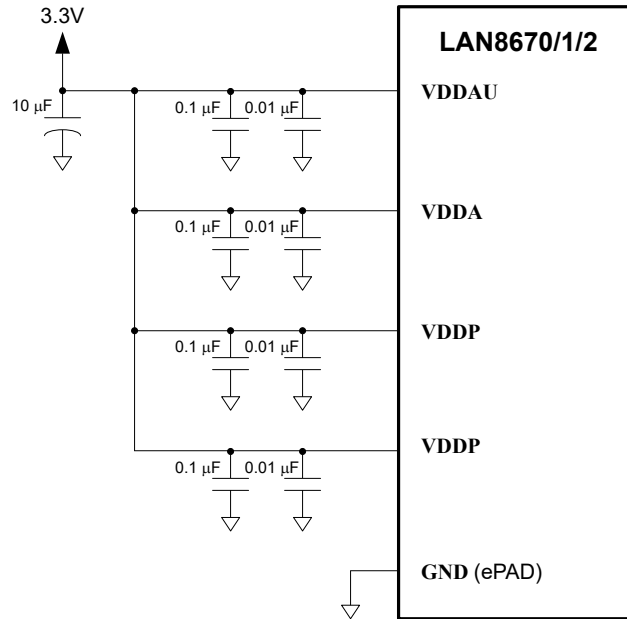 3.3V
LAN8670/1/2
10 μF
0.1 μF 0.01 μF
VDDAU
0.1 μF 0.01 μF
VDDA
0.1 μF 0.01 μF
VDDP
0.1 μF 0.01 μF
VDDP
GND (ePAD)